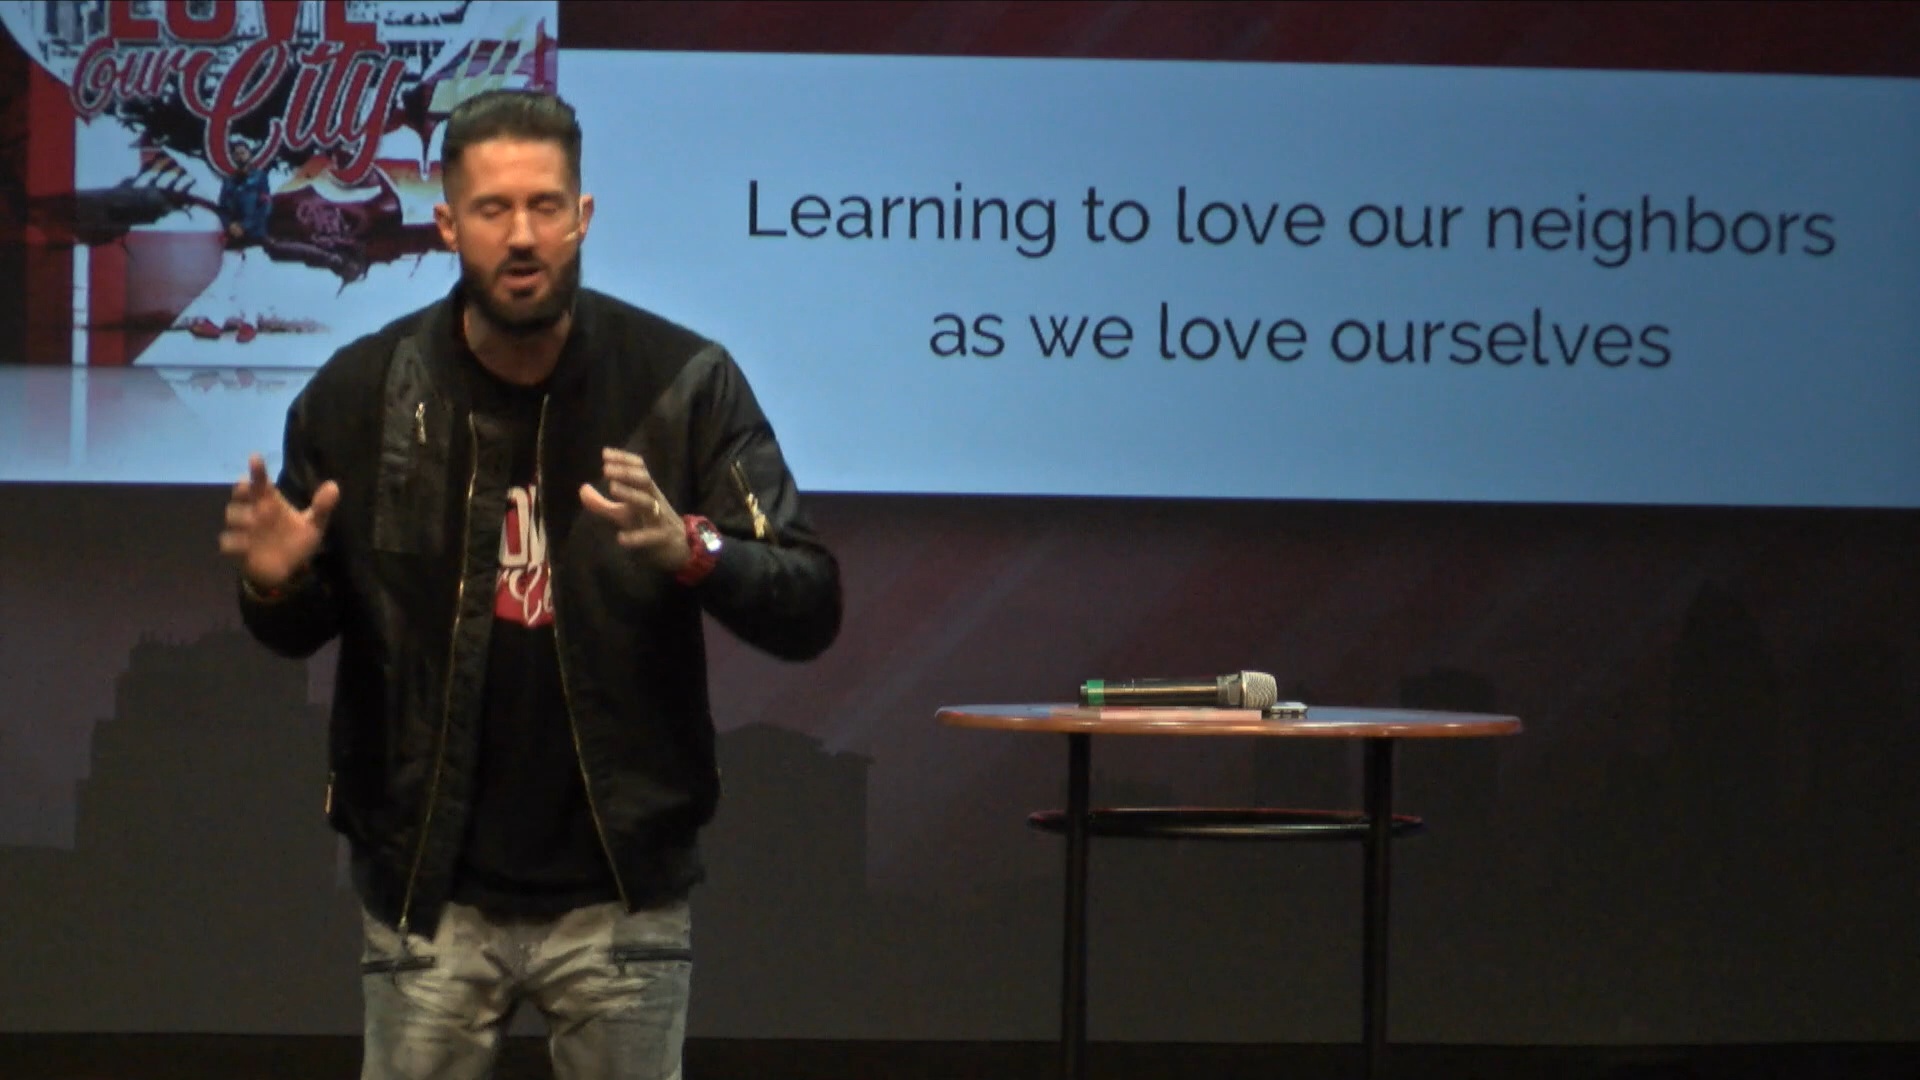 LOVE
Our City
Learning to love our neighbors
as we love ourselves